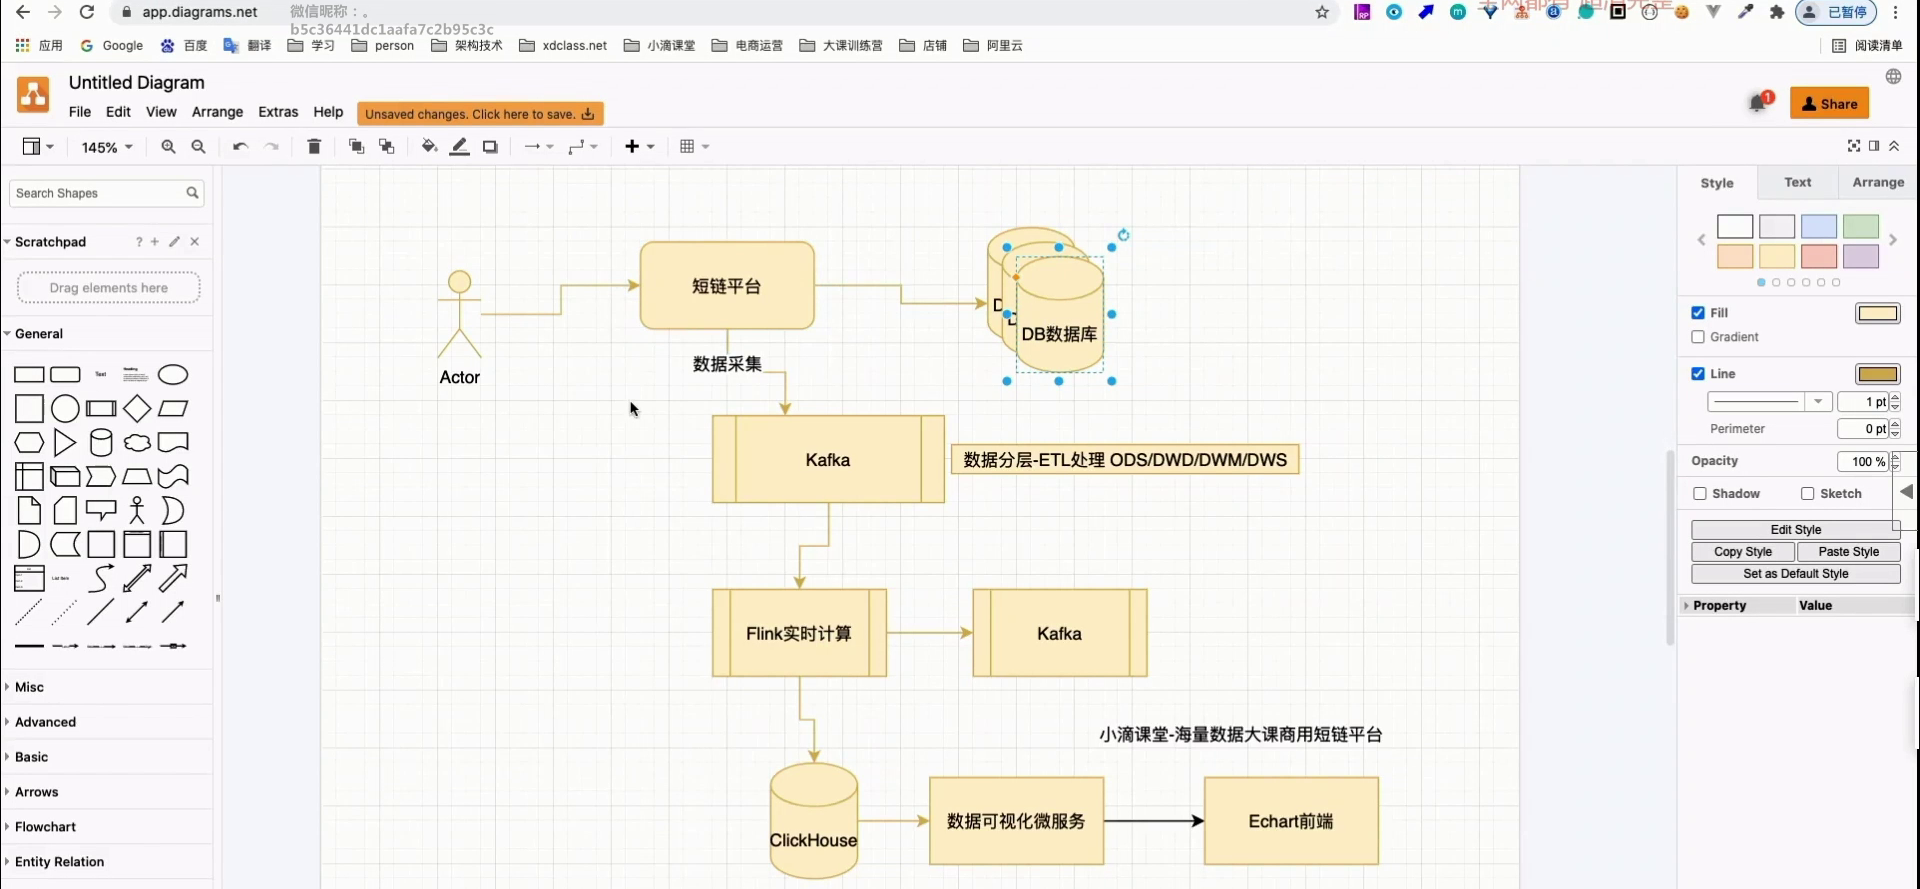 app.diagrams.net
微信昵称：。
b5c36441dc1aafa7c2b95c3c
已暂停
应用
Google
百度
翻译
学习
person
架构技术
xdclass.net
小滴课堂
电商运营
大课训练营
店铺
阿里云
阅读清单
Untitled Diagram
File
Edit
View
Arrange
Extras
Help
Unsaved changes. Click here to save.
1
Share
145%
Search Shapes
Scratchpad
?
Drag elements here
General
Text
Heading
List Item
Misc
Advanced
Basic
Arrows
Flowchart
Entity Relation
Actor
短链平台
D
D
DB数据库
数据采集
Kafka
数据分层-ETL处理 ODS/DWD/DWM/DWS
Flink实时计算
Kafka
小滴课堂-海量数据大课商用短链平台
ClickHouse
数据可视化微服务
Echart前端
Style
Text
Arrange
Fill
Gradient
Line
1 pt
Perimeter
0 pt
Opacity
100 %
Shadow
Sketch
Edit Style
Copy Style
Paste Style
Set as Default Style
Property
Value